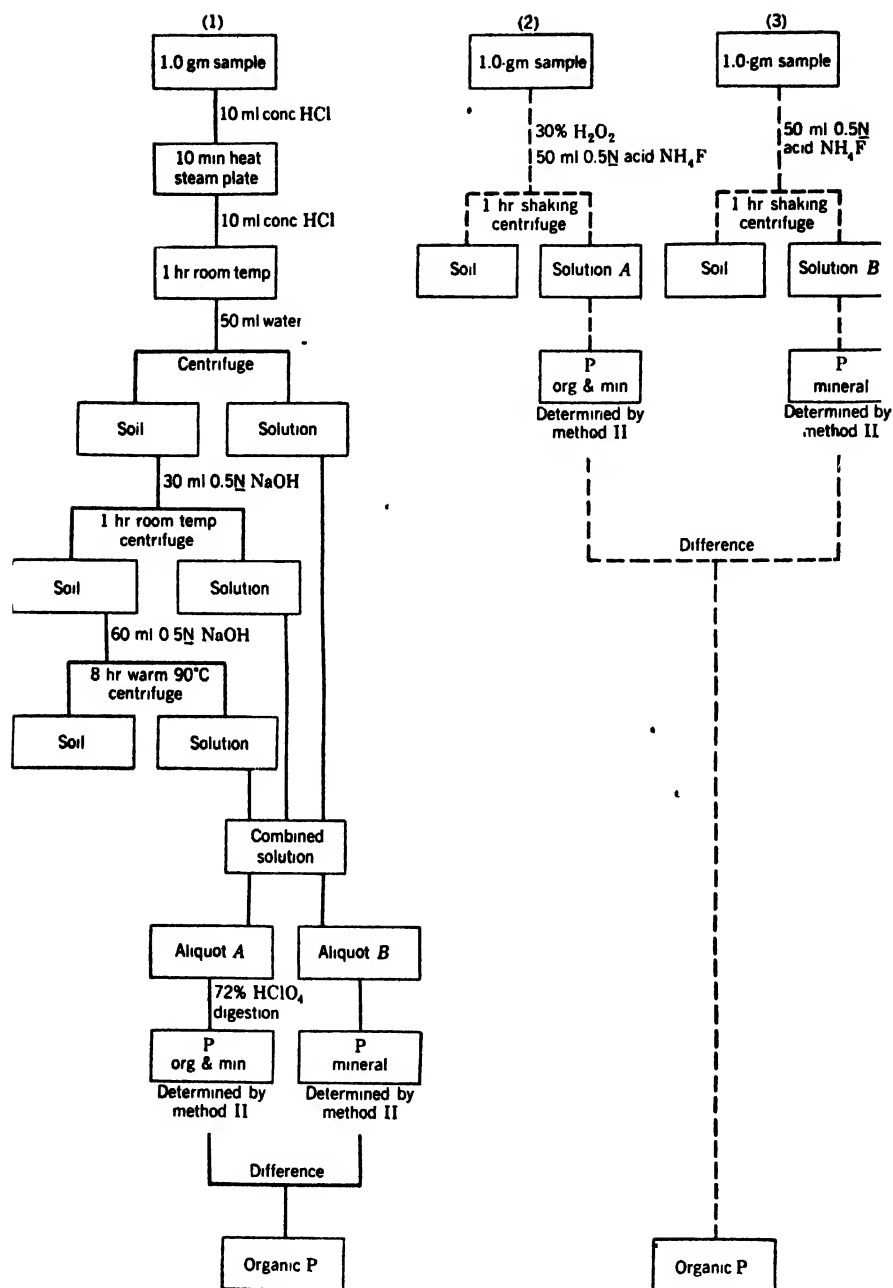 (1)
1.0 gm sample
10 ml conc HCl
10 min heat
steam plate
10 ml conc HCl
1 hr room temp
50 ml water
Centrifuge
Soil
Solution
30 ml 0.5N NaOH
1 hr room temp
centrifuge
Soil
Solution
60 ml 0 5N NaOH
8 hr warm 90°C
centrifuge
Soil
Solution
Combined
solution
Aliquot A
Aliquot B
72% HClO4
digestion
P
org & min
P
mineral
Determined by
method II
Determined by
method II
Difference
Organic P
(2)
1.0-gm sample
30% H2O2
50 ml 0.5N acid NH4F
1 hr shaking
centrifuge
Soil
Solution A
P
org & min
Determined by
method II
(3)
1.0-gm sample
50 ml 0.5N
acid NH4F
1 hr shaking
centrifuge
Soil
Solution B
P
mineral
Determined by
method II
Difference
Organic P